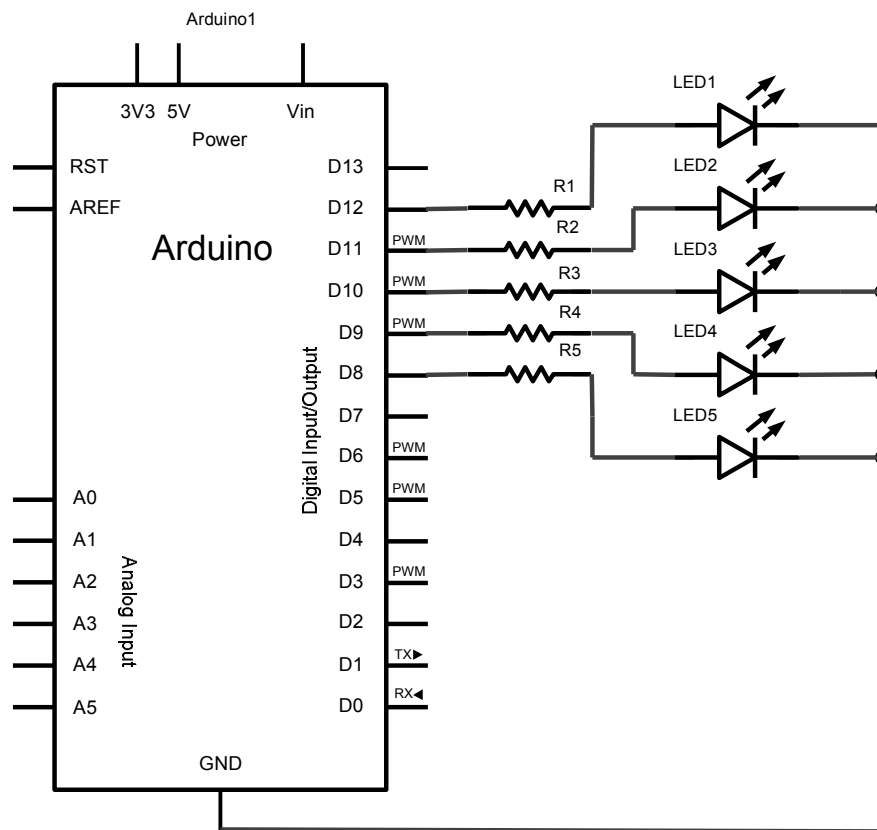 Arduino1
3V3 5V Vin
Power
RST
AREF
Arduino
D13
D12
D11 PWM
D10 PWM
D9 PWM
D8
D7
D6 PWM
D5 PWM
D4
D3 PWM
D2
D1 TX▶
D0 RX◀
Digital Input/Output
A0
A1
A2
A3
A4
A5
Analog Input
GND
R1
R2
R3
R4
R5
LED1
LED2
LED3
LED4
LED5